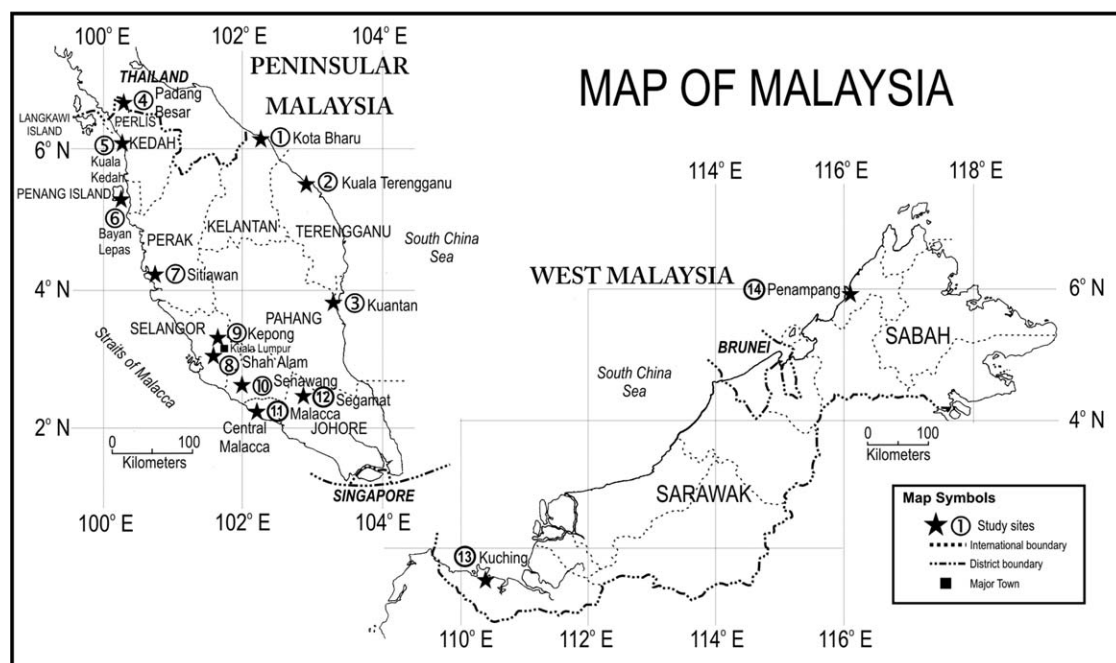 MAP OF MALAYSIA
100° E
102° E
104° E
PENINSULAR
MALAYSIA
THAILAND
④ Padang
Besar
LANGKAWI
ISLAND
PERLIS
⑤
KEDAH
① Kota Bharu
6° N
Kuala
Kedah
② Kuala Terengganu
PENANG ISLAND
⑥
Bayan
Lepas
KELANTAN
TERENGGANU
PERAK
South China
Sea
⑦ Sitiawan
4° N
③ Kuantan
PAHANG
SELANGOR
⑨ Kepong
Kuala Lumpur
⑧ Shah Alam
Straits of Malacca
⑩ Senawang
⑫ Segamat
⑪ Malacca
Central
Malacca
JOHORE
2° N
0 100
Kilometers
SINGAPORE
100° E
102° E
104° E
114° E
116° E
118° E
WEST MALAYSIA
⑭ Penampang
6° N
SABAH
BRUNEI
South China
Sea
4° N
0 100
Kilometers
SARAWAK
⑬ Kuching
110° E
112° E
114° E
116° E
Map Symbols
① Study sites
International boundary
District boundary
Major Town